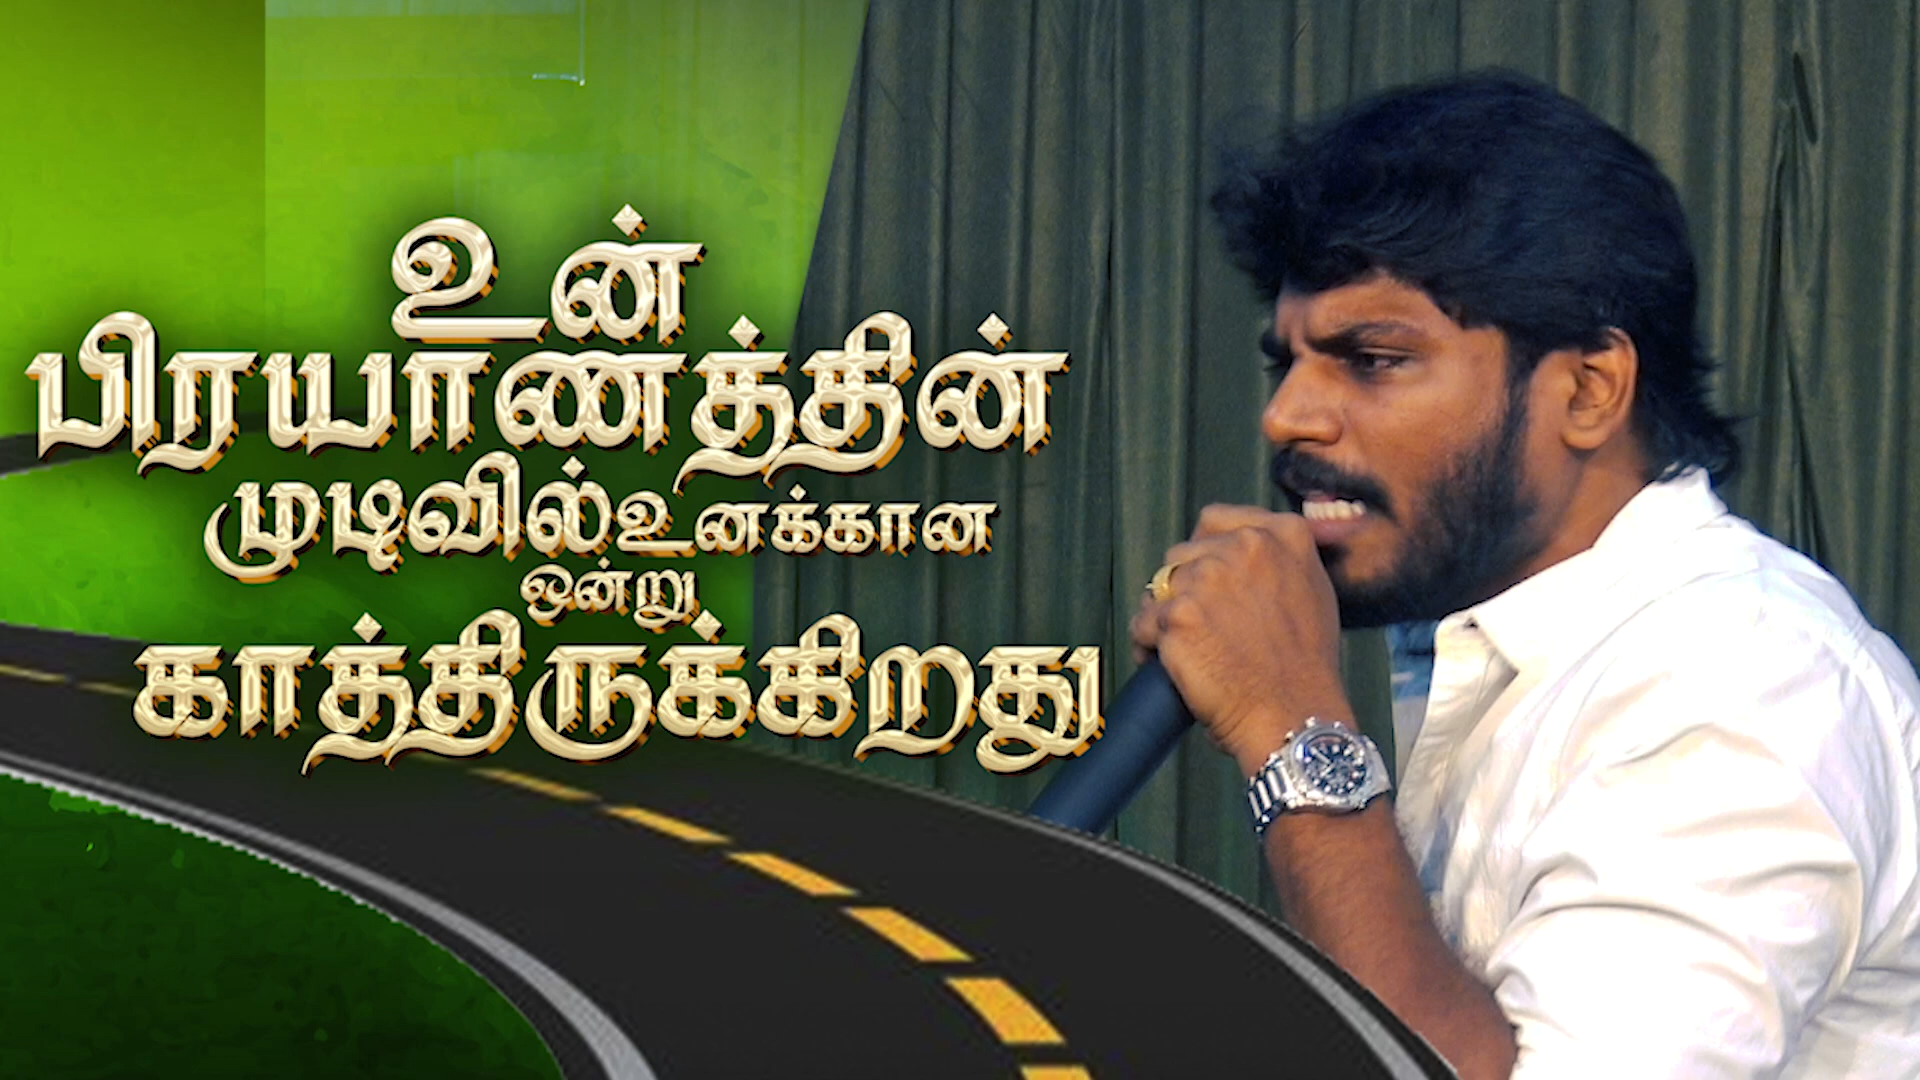 உன்
பிரயாணத்தின்
முடிவில் உனக்கான
ஒன்று
காத்திருக்கிறது